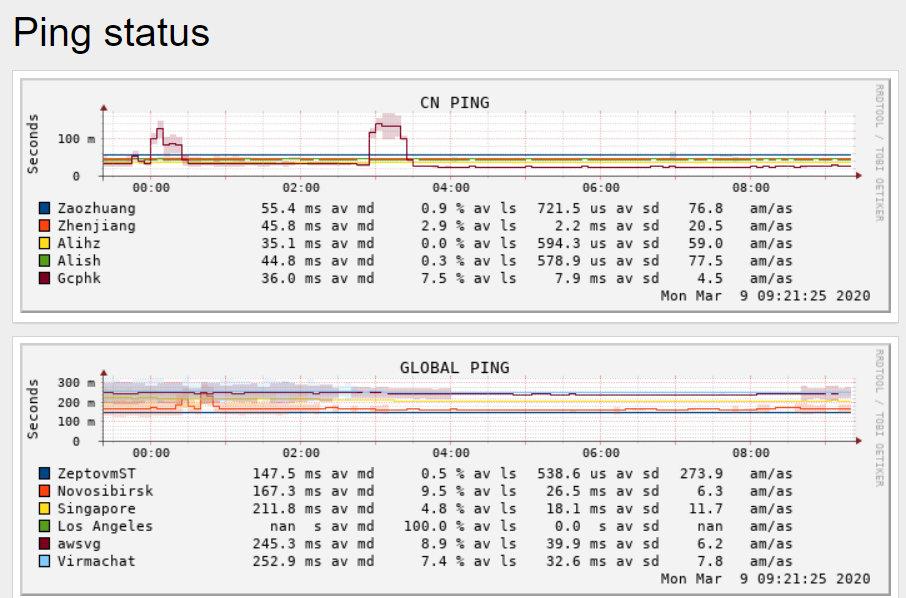 Ping status
CN PING
RRDTOOL / TOBI OETIKER
Seconds
100 m
0
00:00 02:00 04:00 06:00 08:00
Zaozhuang 55.4 ms av md 0.9 % av ls 721.5 us av sd 76.8 am/as
Zhenjiang 45.8 ms av md 2.9 % av ls 2.2 ms av sd 20.5 am/as
Alihz 35.1 ms av md 0.0 % av ls 594.3 us av sd 59.0 am/as
Alish 44.8 ms av md 0.3 % av ls 578.9 us av sd 77.5 am/as
Gcphk 36.0 ms av md 7.5 % av ls 7.9 ms av sd 4.5 am/as
Mon Mar 9 09:21:25 2020
GLOBAL PING
RRDTOOL / TOBI OETIKER
Seconds
300 m
200 m
100 m
0
00:00 02:00 04:00 06:00 08:00
ZeptovmST 147.5 ms av md 0.5 % av ls 538.6 us av sd 273.9 am/as
Novosibirsk 167.3 ms av md 9.5 % av ls 26.5 ms av sd 6.3 am/as
Singapore 211.8 ms av md 4.8 % av ls 18.1 ms av sd 11.7 am/as
Los Angeles nan s av md 100.0 % av ls 0.0 s av sd nan am/as
awsvg 245.3 ms av md 8.9 % av ls 39.9 ms av sd 6.2 am/as
Virmachat 252.9 ms av md 7.4 % av ls 32.6 ms av sd 7.8 am/as
Mon Mar 9 09:21:25 2020